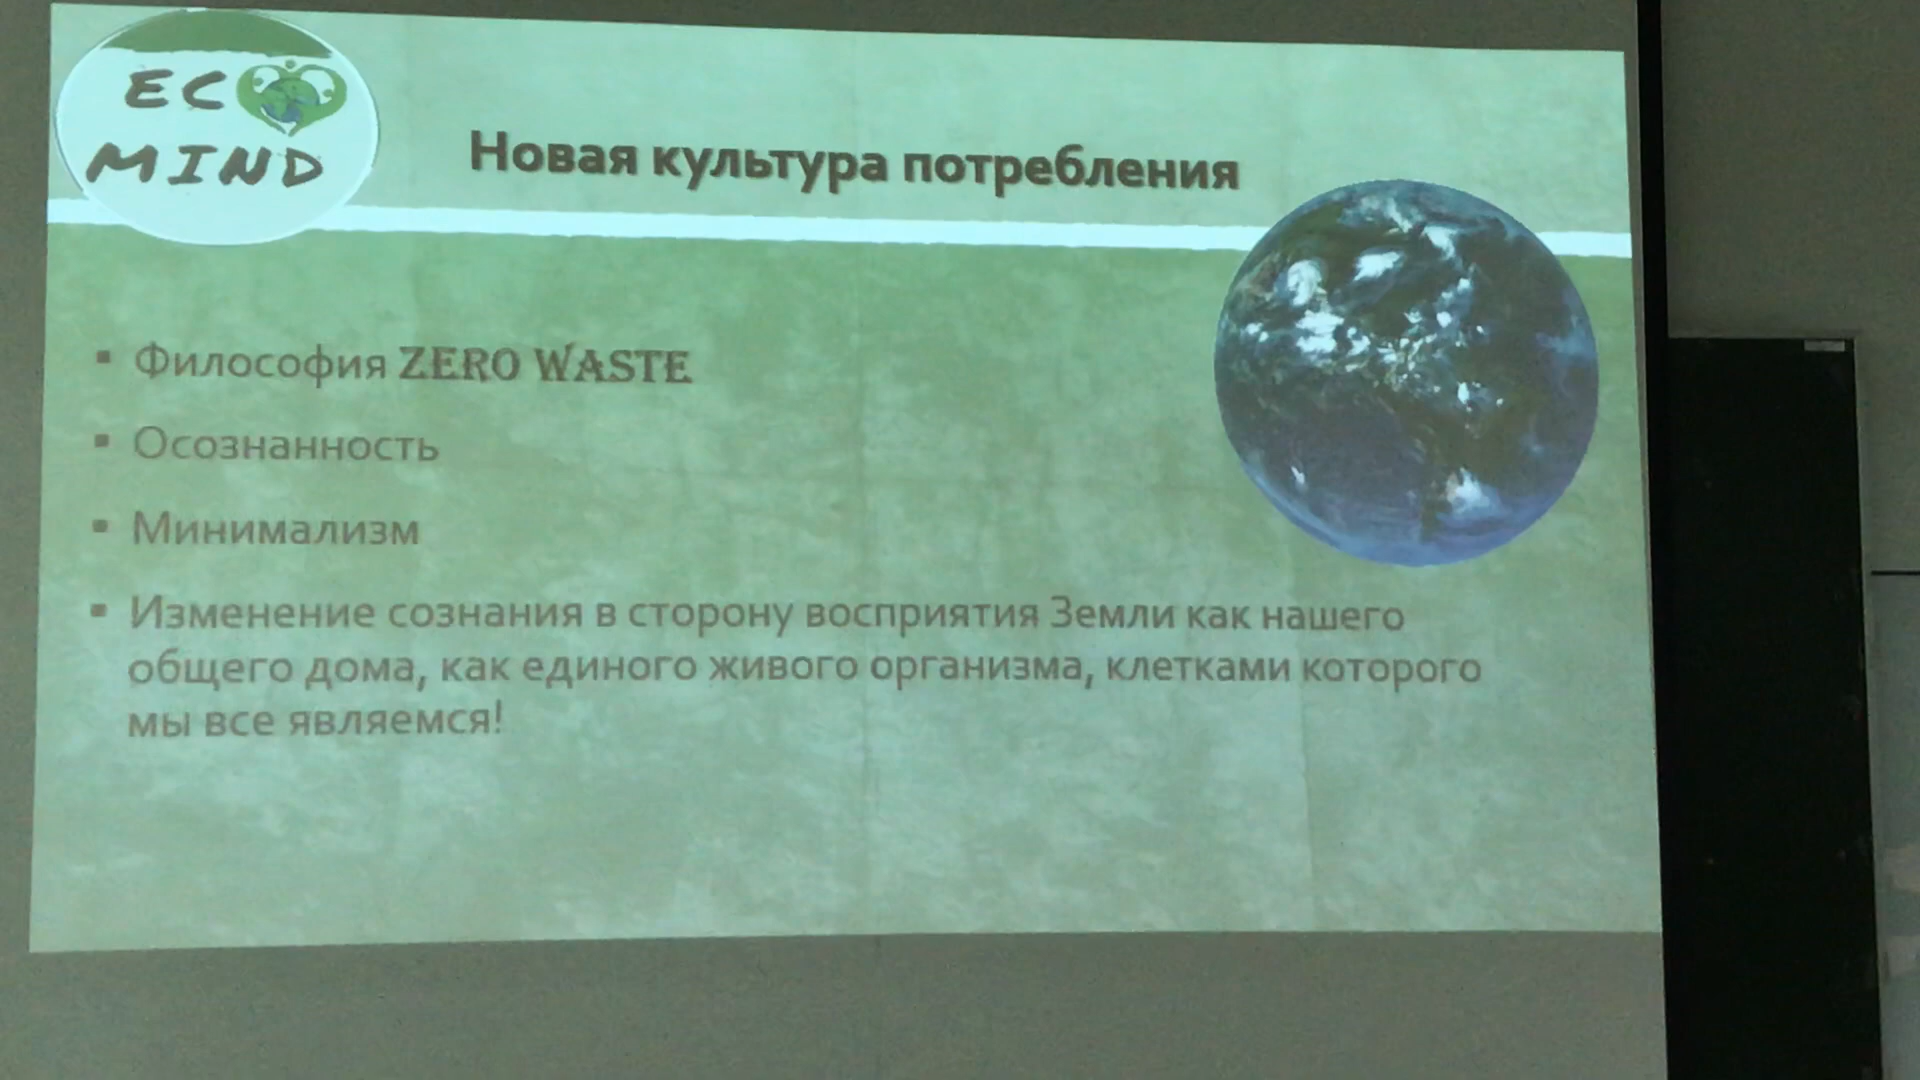 ECO
MIND
Новая культура потребления
Философия ZERO WASTE
Осознанность
Минимализм
Изменение сознания в сторону восприятия Земли как нашего
общего дома, как единого живого организма, клетками которого
мы все являемся!